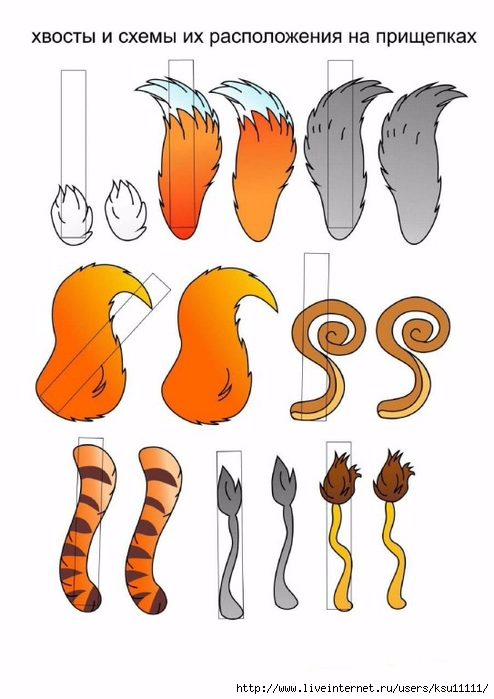 хвосты и схемы их расположения на прищепках
http://www.liveinternet.ru/users/ksu11111/